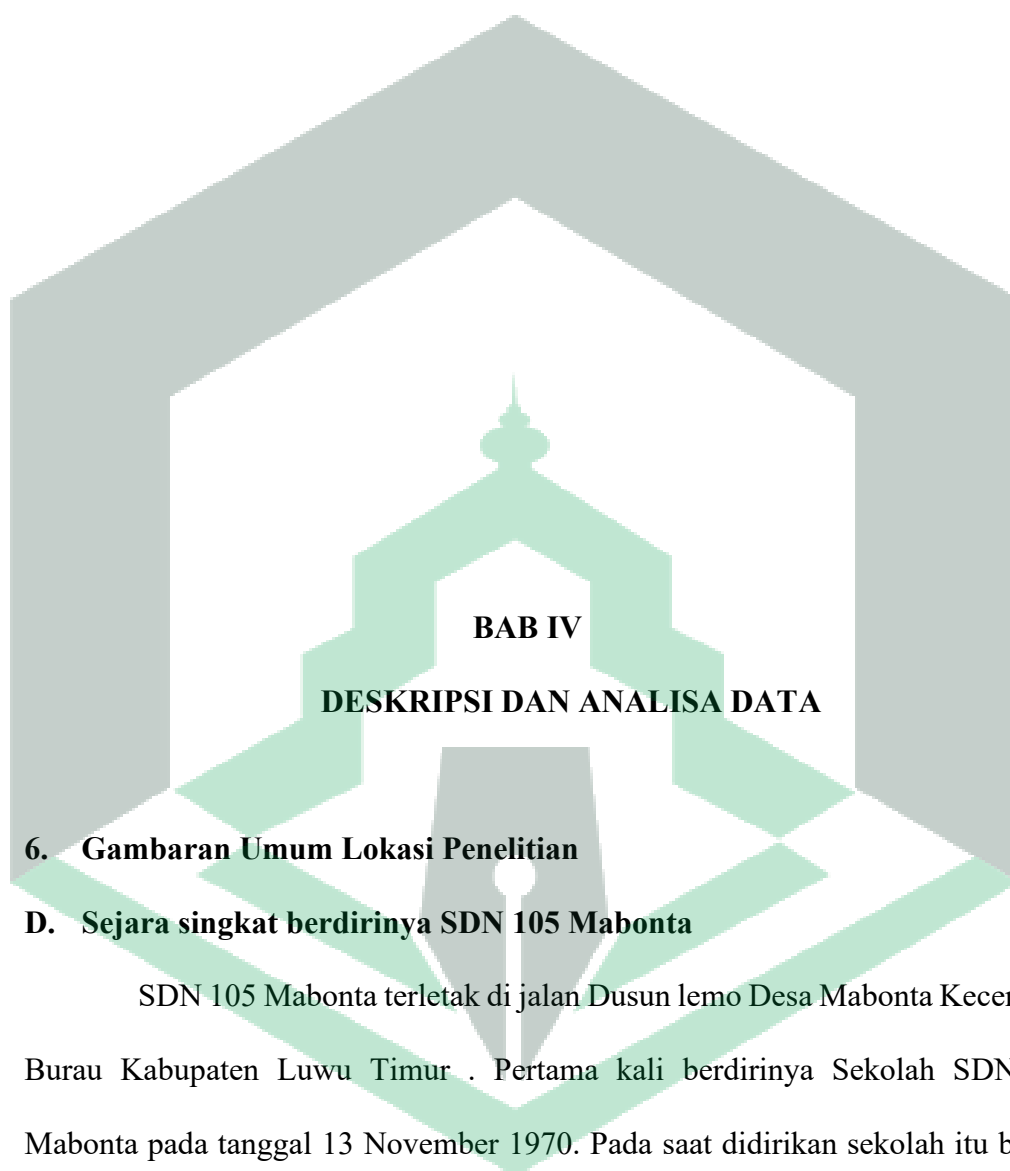 BAB IV
DESKRIPSI DAN ANALISA DATA
6. Gambaran Umum Lokasi Penelitian
D. Sejara singkat berdirinya SDN 105 Mabonta
SDN 105 Mabonta terletak di jalan Dusun lemo Desa Mabonta
Burau Kabupaten Luwu Timur . Pertama kali berdirinya Sekolah SDN
Mabonta pada tanggal 13 November 1970. Pada saat didirikan sekolah itu